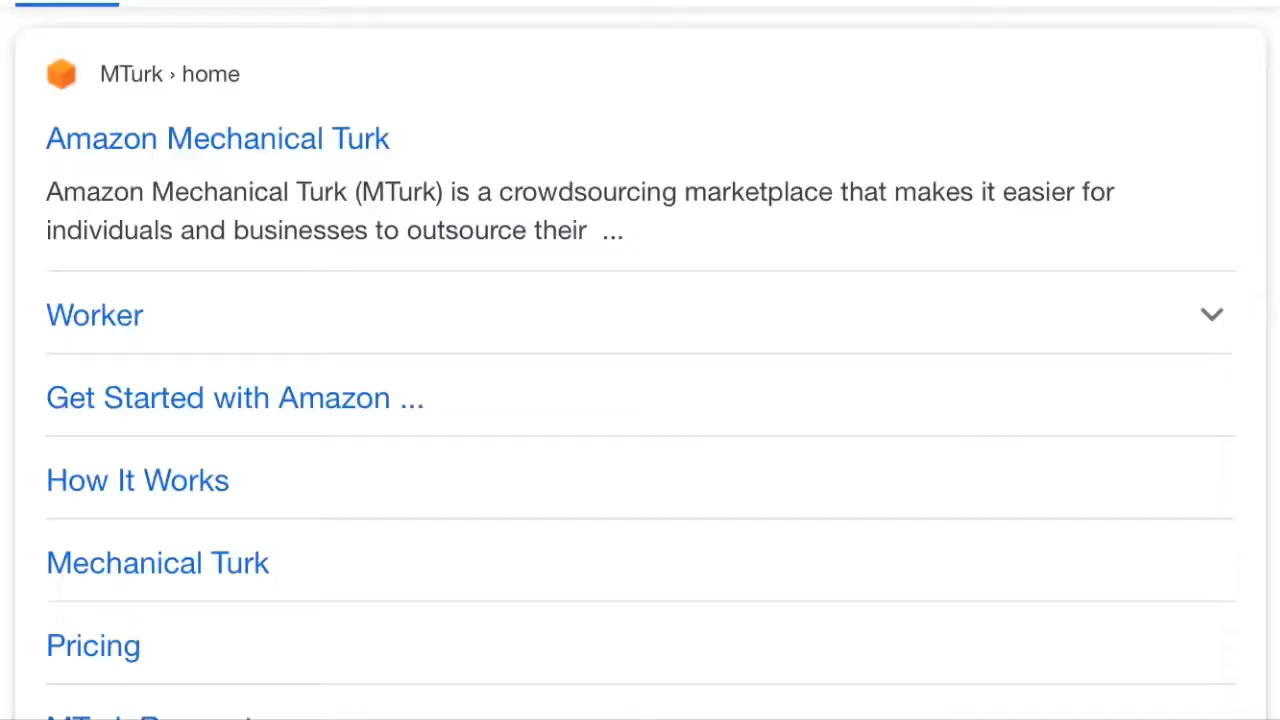 MTurk › home
Amazon Mechanical Turk
Amazon Mechanical Turk (MTurk) is a crowdsourcing marketplace that makes it easier for
individuals and businesses to outsource their ...
Worker
Get Started with Amazon ...
How It Works
Mechanical Turk
Pricing